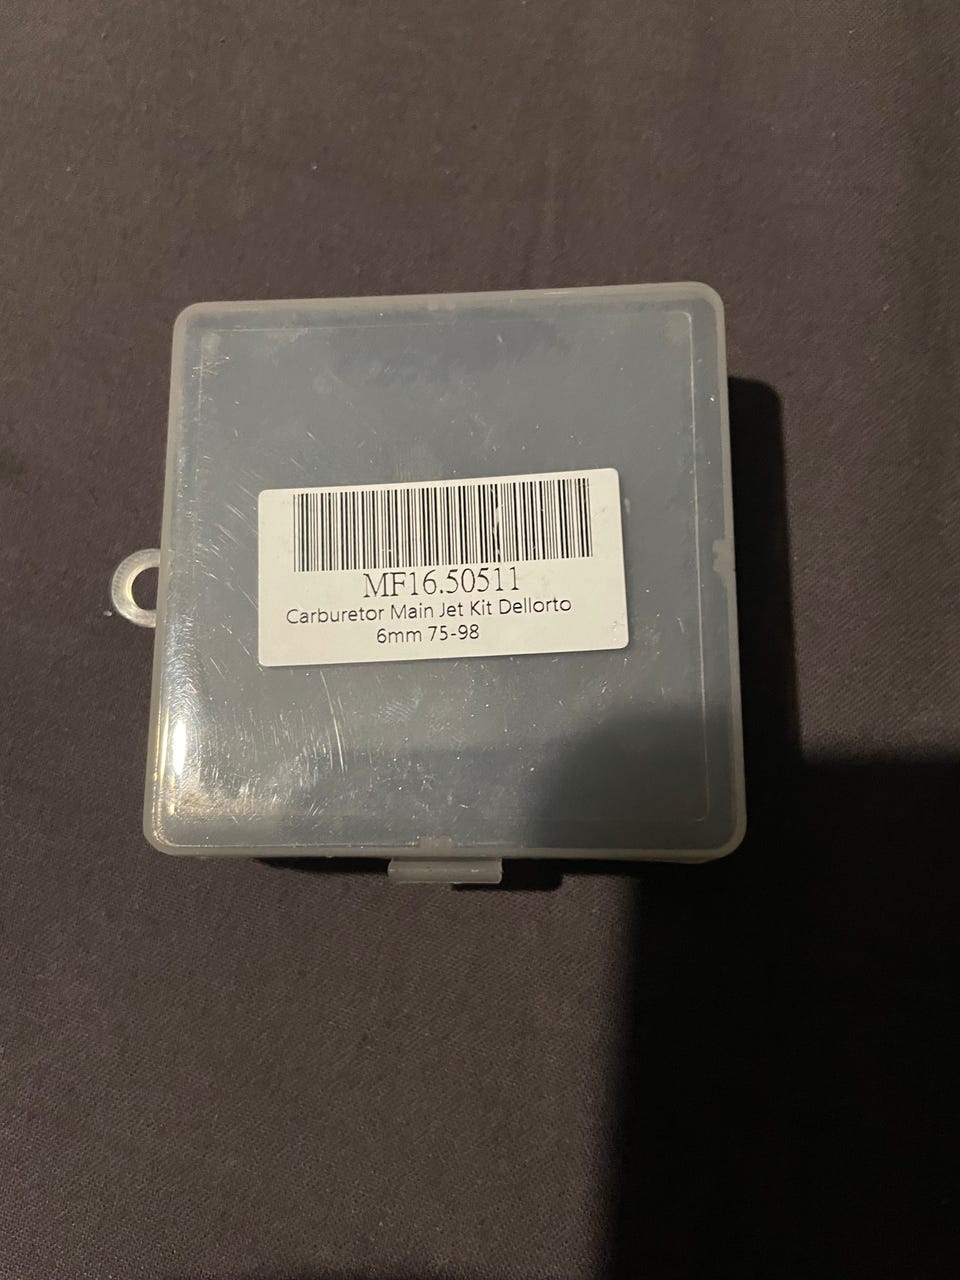 MF16.50511
Carburetor Main Jet Kit Dellorto
6mm 75-98